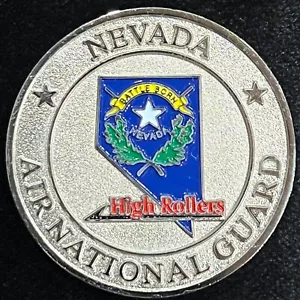 NEVADA
BATTLE BORN
NEVADA
High Rollers
AIR NATIONAL GUARD